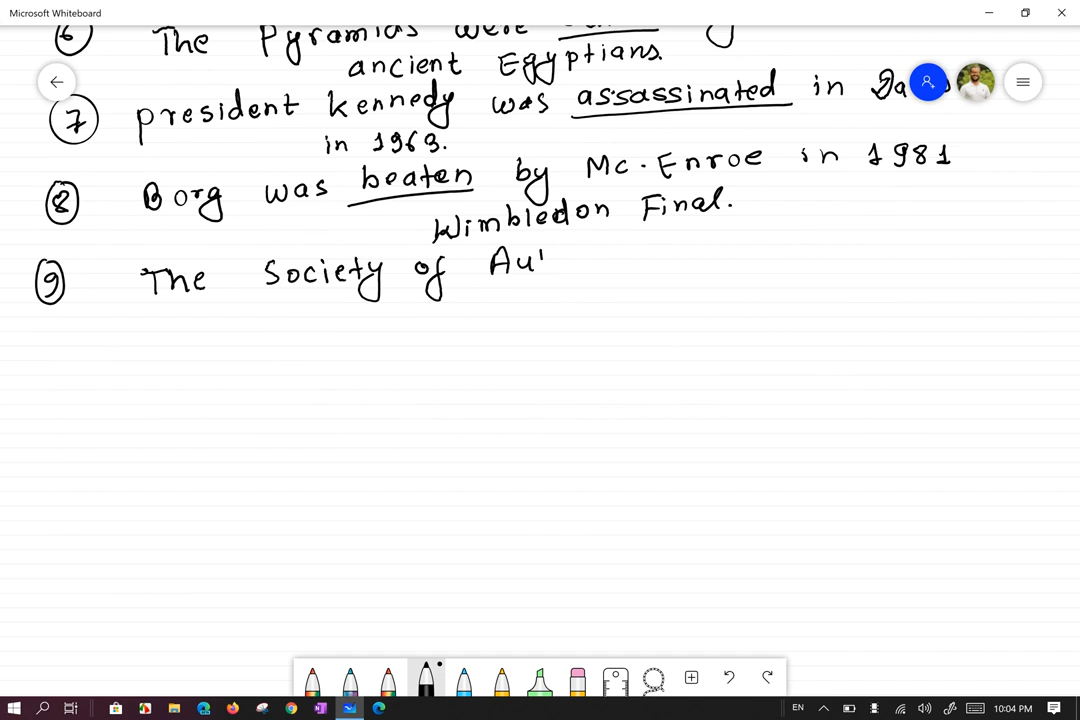 Microsoft Whiteboard
6 The Pyramids were
ancient Egyptians.
7 president kennedy was assassinated in
in 1963.
8 Borg was beaten by Mc. Enroe in 1981
Wimbledon Final.
9 The Society of
EN 10:04 PM